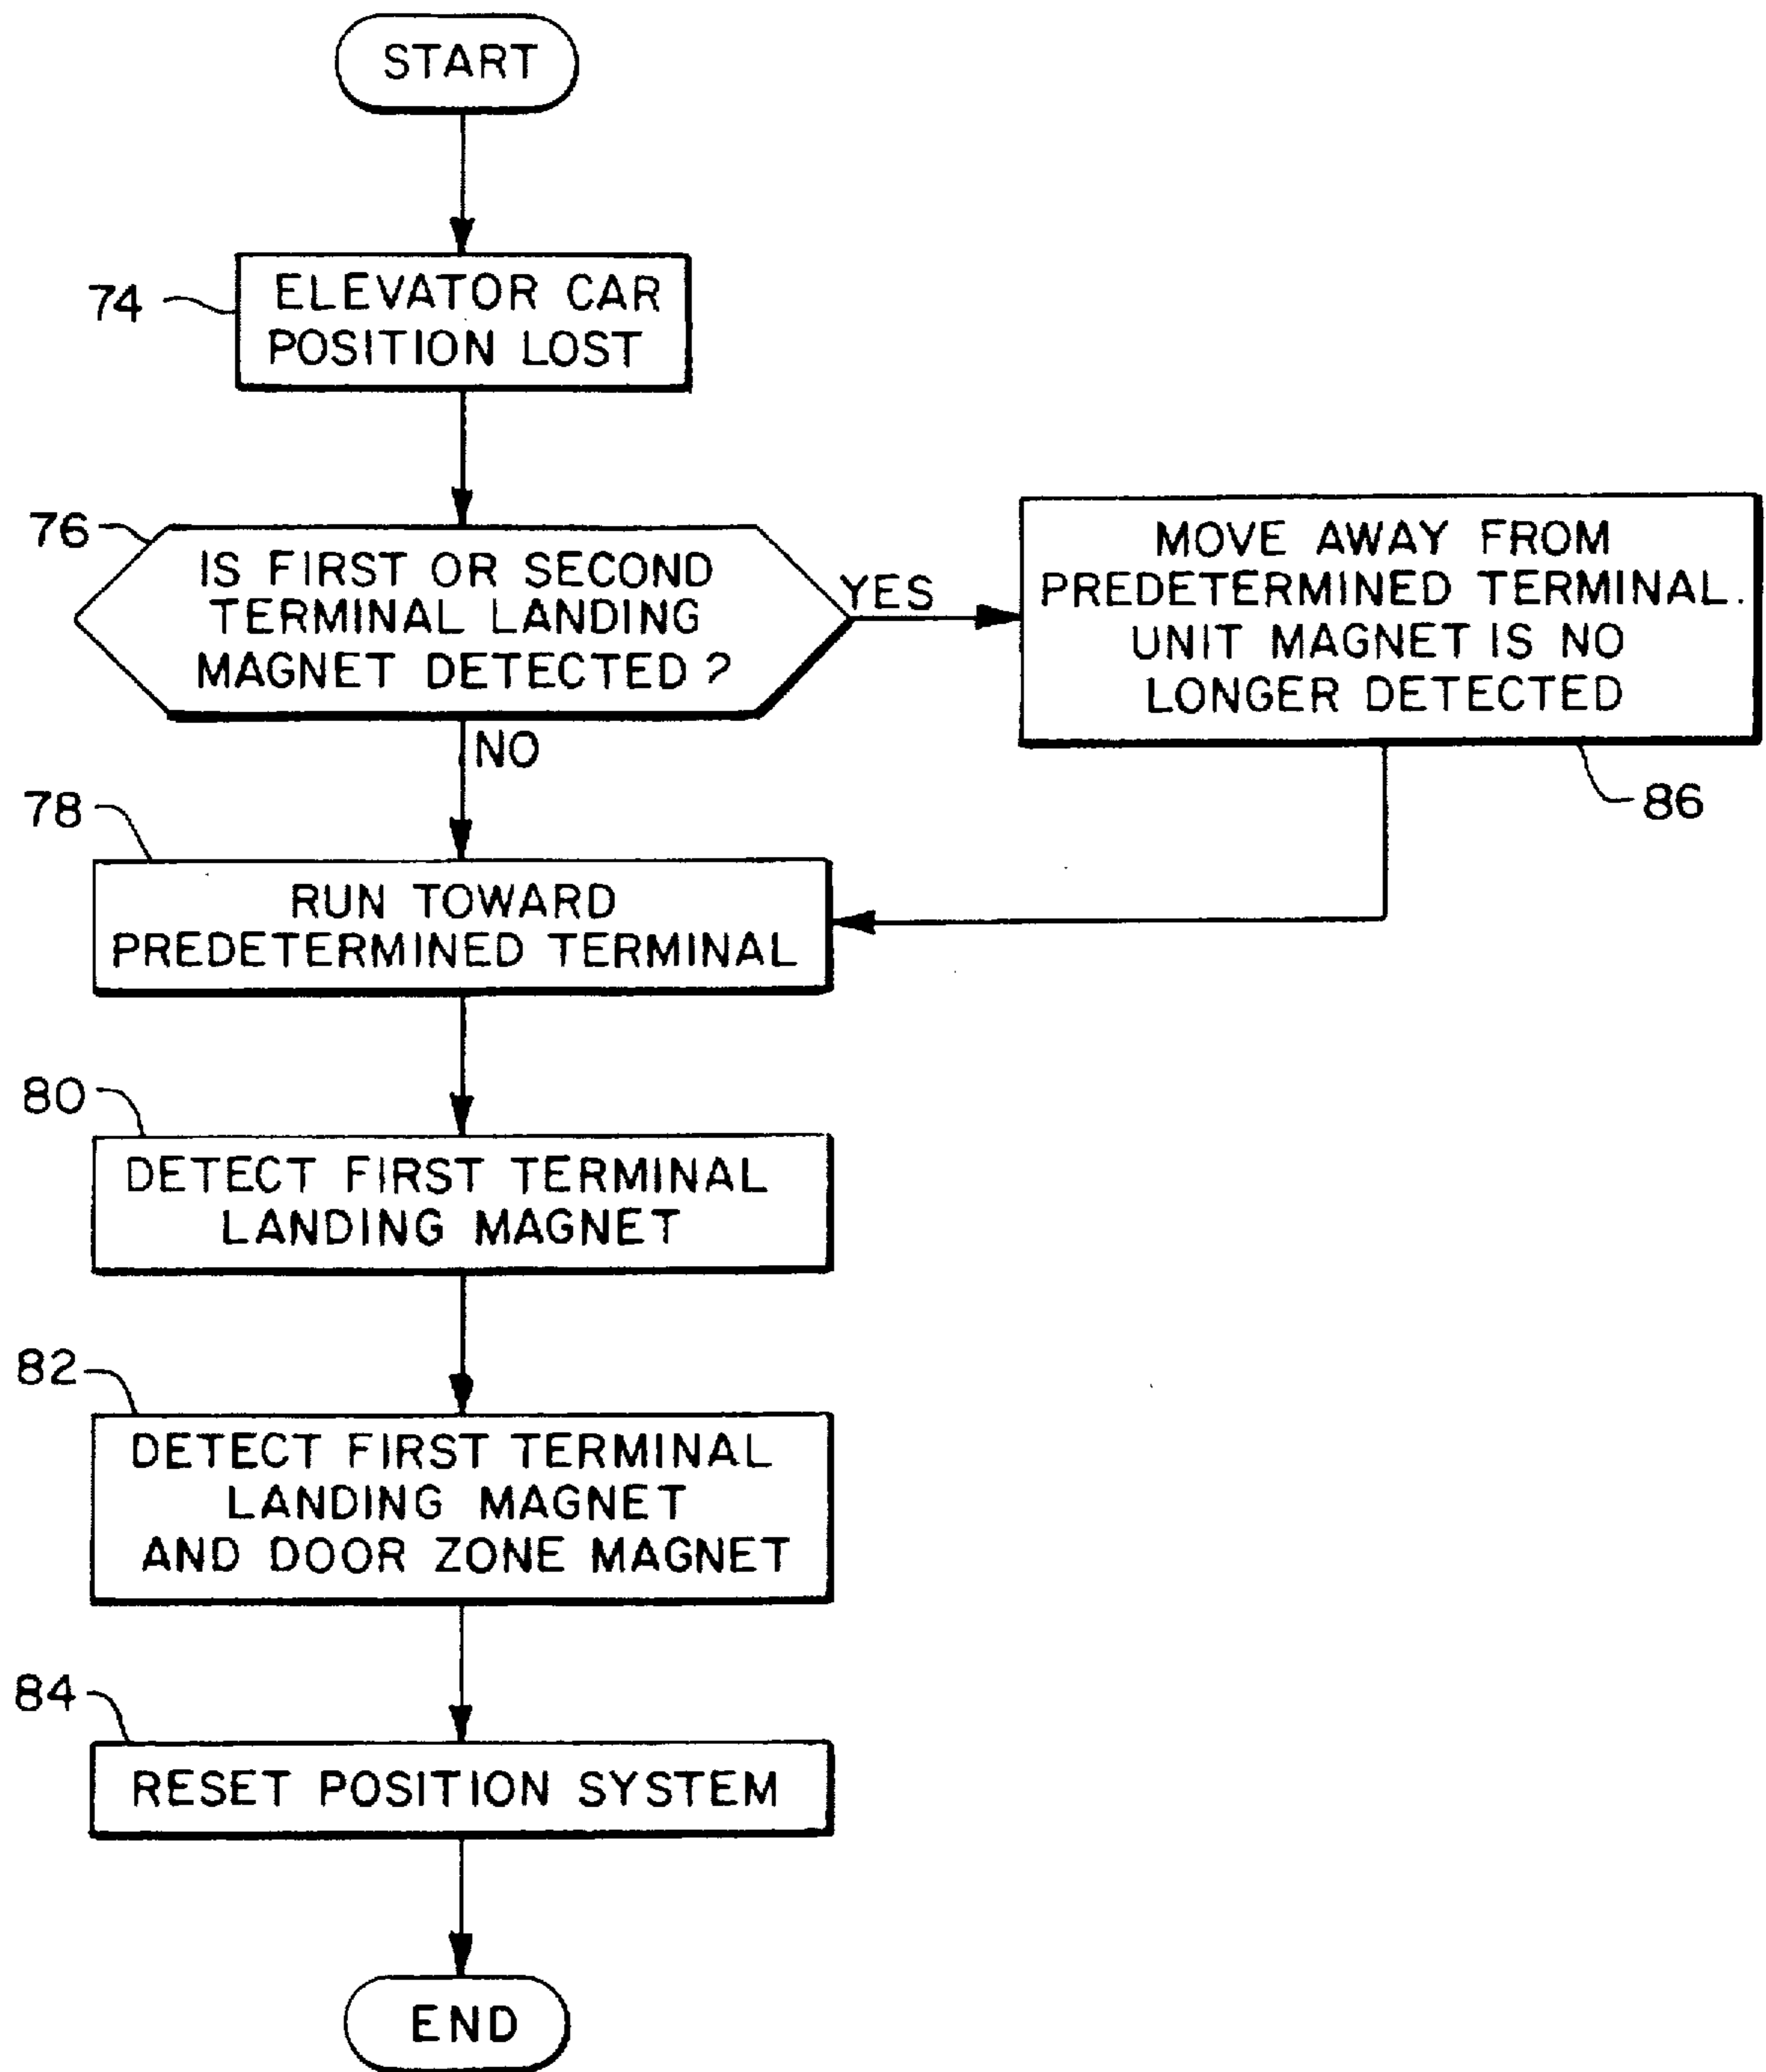 START
74
ELEVATOR CAR
POSITION LOST
76
IS FIRST OR SECOND
TERMINAL LANDING
MAGNET DETECTED?
YES
MOVE AWAY FROM
PREDETERMINED TERMINAL.
UNIT MAGNET IS NO
LONGER DETECTED
86
NO
78
RUN TOWARD
PREDETERMINED TERMINAL
80
DETECT FIRST TERMINAL
LANDING MAGNET
82
DETECT FIRST TERMINAL
LANDING MAGNET
AND DOOR ZONE MAGNET
84
RESET POSITION SYSTEM
END